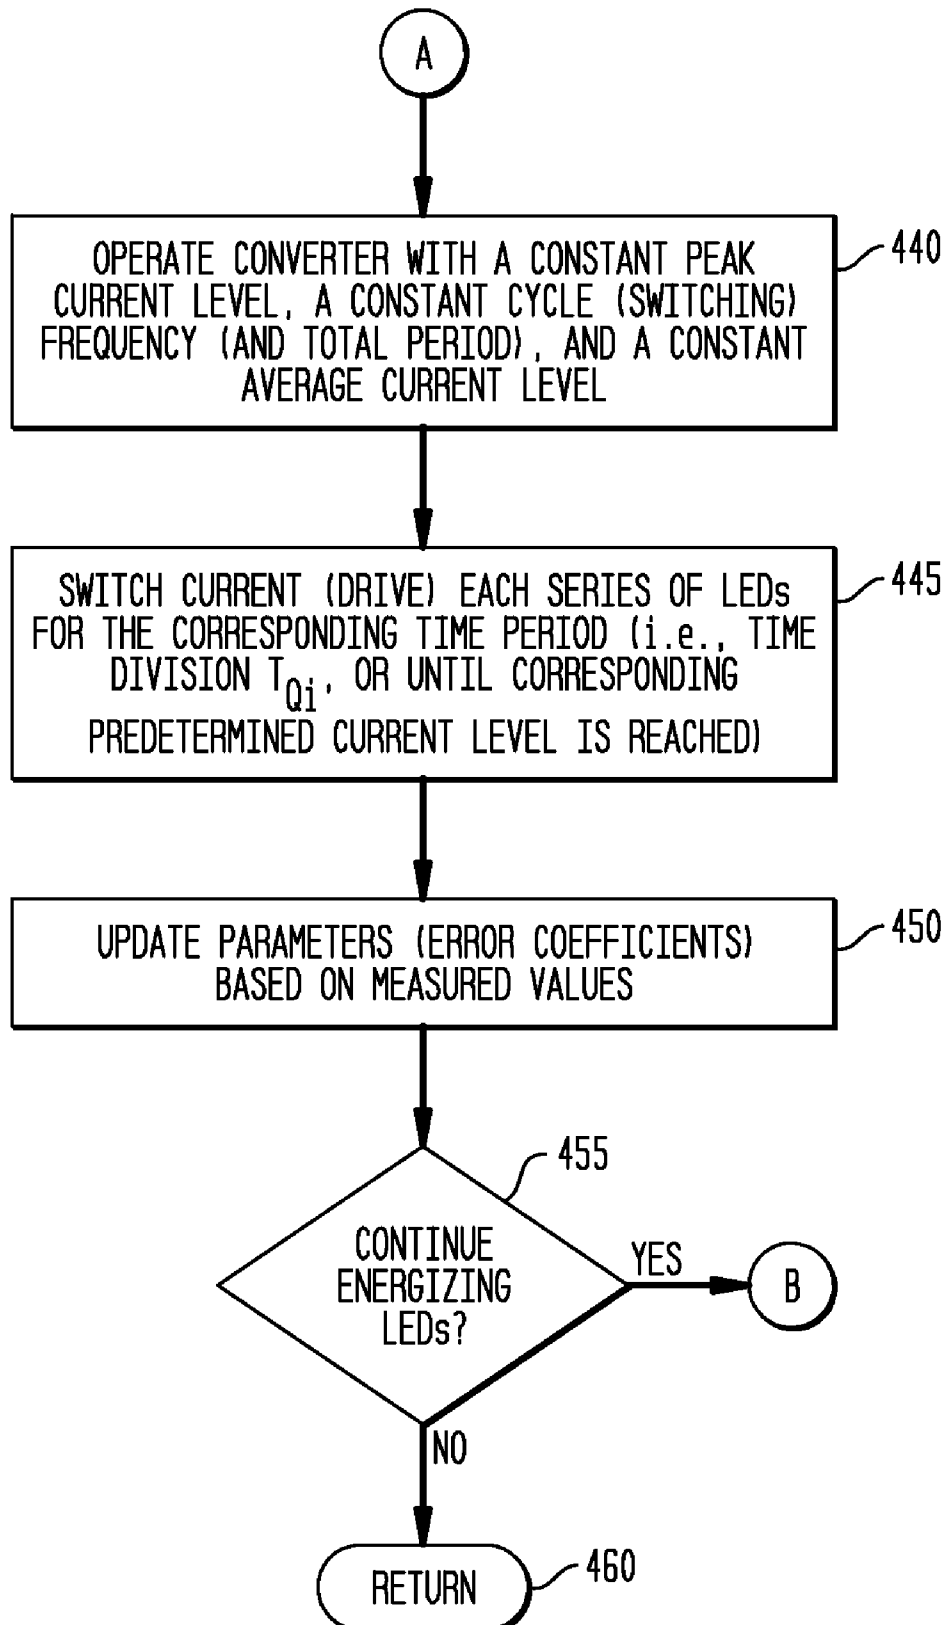 A
OPERATE CONVERTER WITH A CONSTANT PEAK
CURRENT LEVEL, A CONSTANT CYCLE (SWITCHING)
FREQUENCY (AND TOTAL PERIOD), AND A CONSTANT
AVERAGE CURRENT LEVEL
440
SWITCH CURRENT (DRIVE) EACH SERIES OF LEDs
FOR THE CORRESPONDING TIME PERIOD (i.e., TIME
DIVISION TQi, OR UNTIL CORRESPONDING
PREDETERMINED CURRENT LEVEL IS REACHED)
445
UPDATE PARAMETERS (ERROR COEFFICIENTS)
BASED ON MEASURED VALUES
450
455
CONTINUE
ENERGIZING
LEDs?
YES
B
NO
RETURN
460